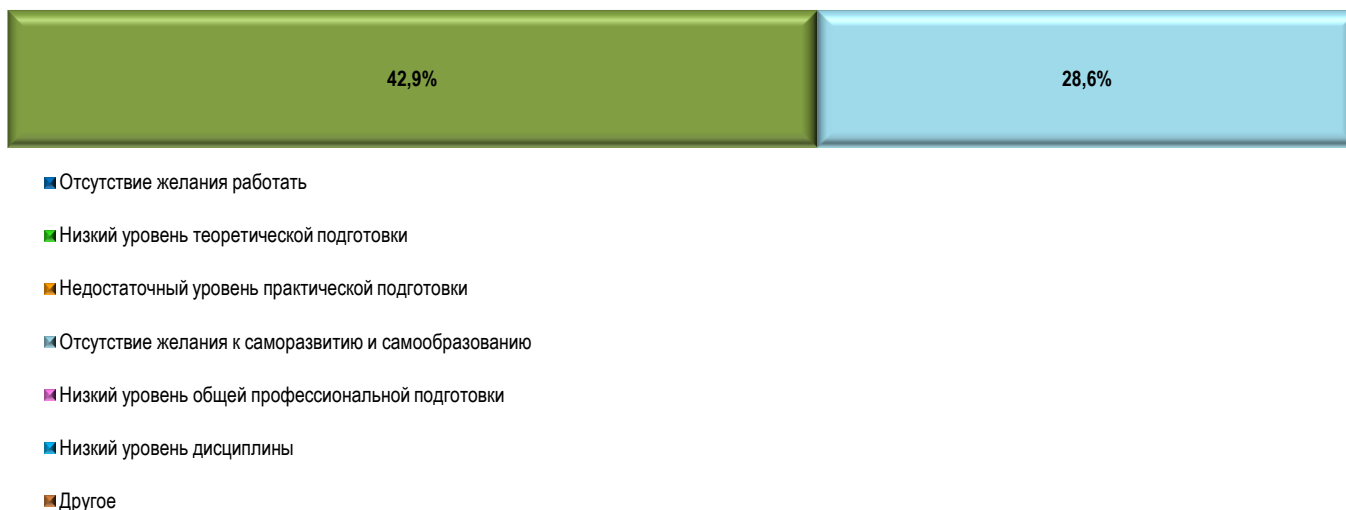 42,9%
28,6%
Отсутствие желания работать
Низкий уровень теоретической подготовки
Недостаточный уровень практической подготовки
Отсутствие желания к саморазвитию и самообразованию
Низкий уровень общей профессиональной подготовки
Низкий уровень дисциплины
Другое